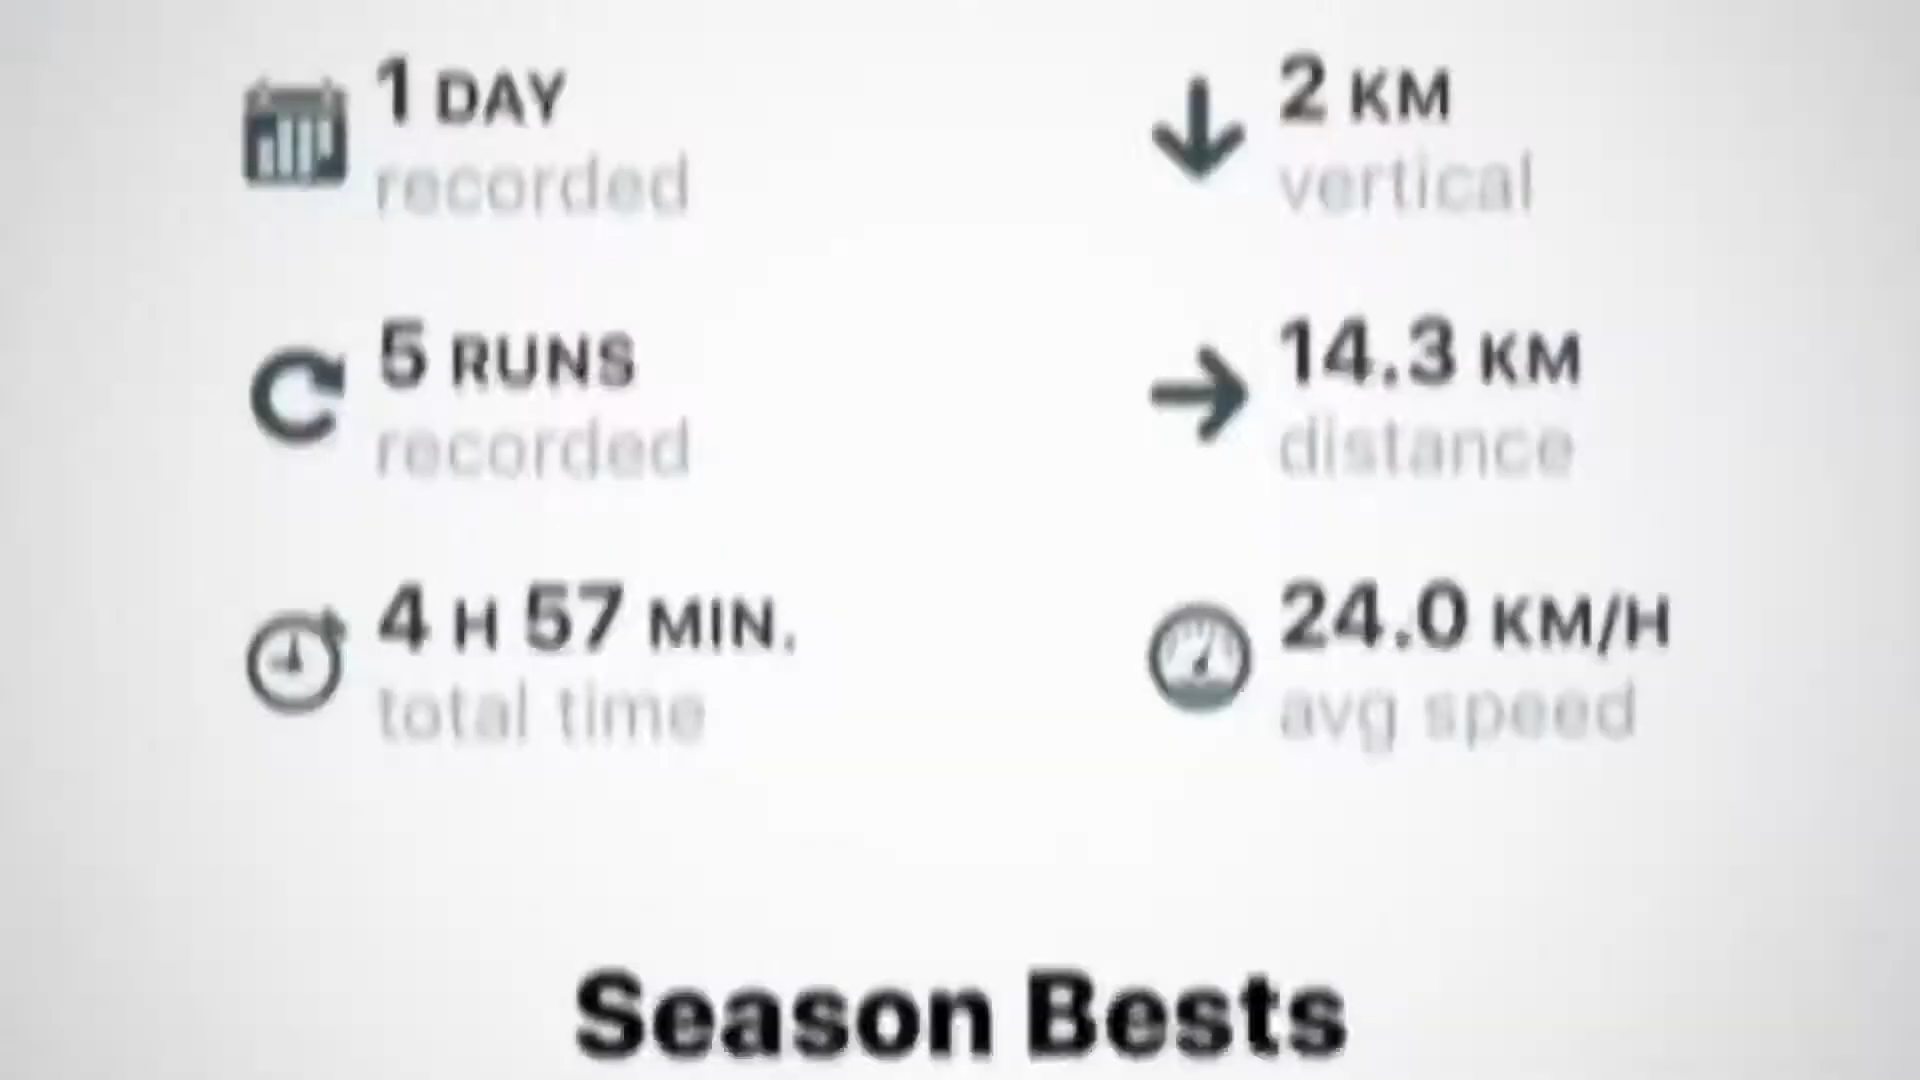 1 DAY
recorded
2 KM
vertical
5 RUNS
recorded
14.3 KM
distance
4 H 57 MIN.
total time
24.0 KM/H
avg speed
Season Bests